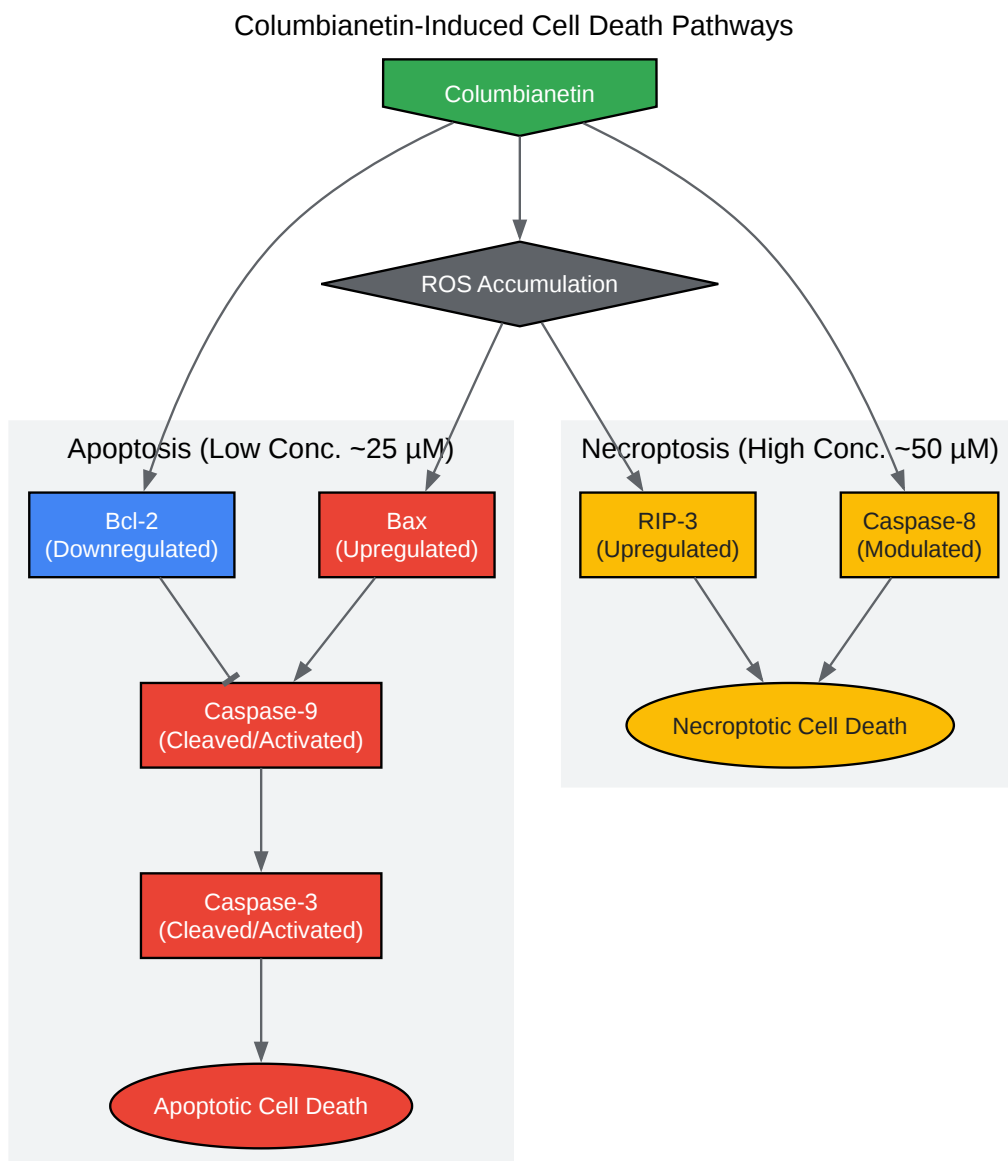 Columbianetin-Induced Cell Death Pathways
Columbianetin
ROS Accumulation
Apoptosis (Low Conc. ~25 µM)
Necroptosis (High Conc. ~50 µM)
Bcl-2
(Downregulated)
Bax
(Upregulated)
RIP-3
(Upregulated)
Caspase-8
(Modulated)
Caspase-9
(Cleaved/Activated)
Necroptotic Cell Death
Caspase-3
(Cleaved/Activated)
Apoptotic Cell Death